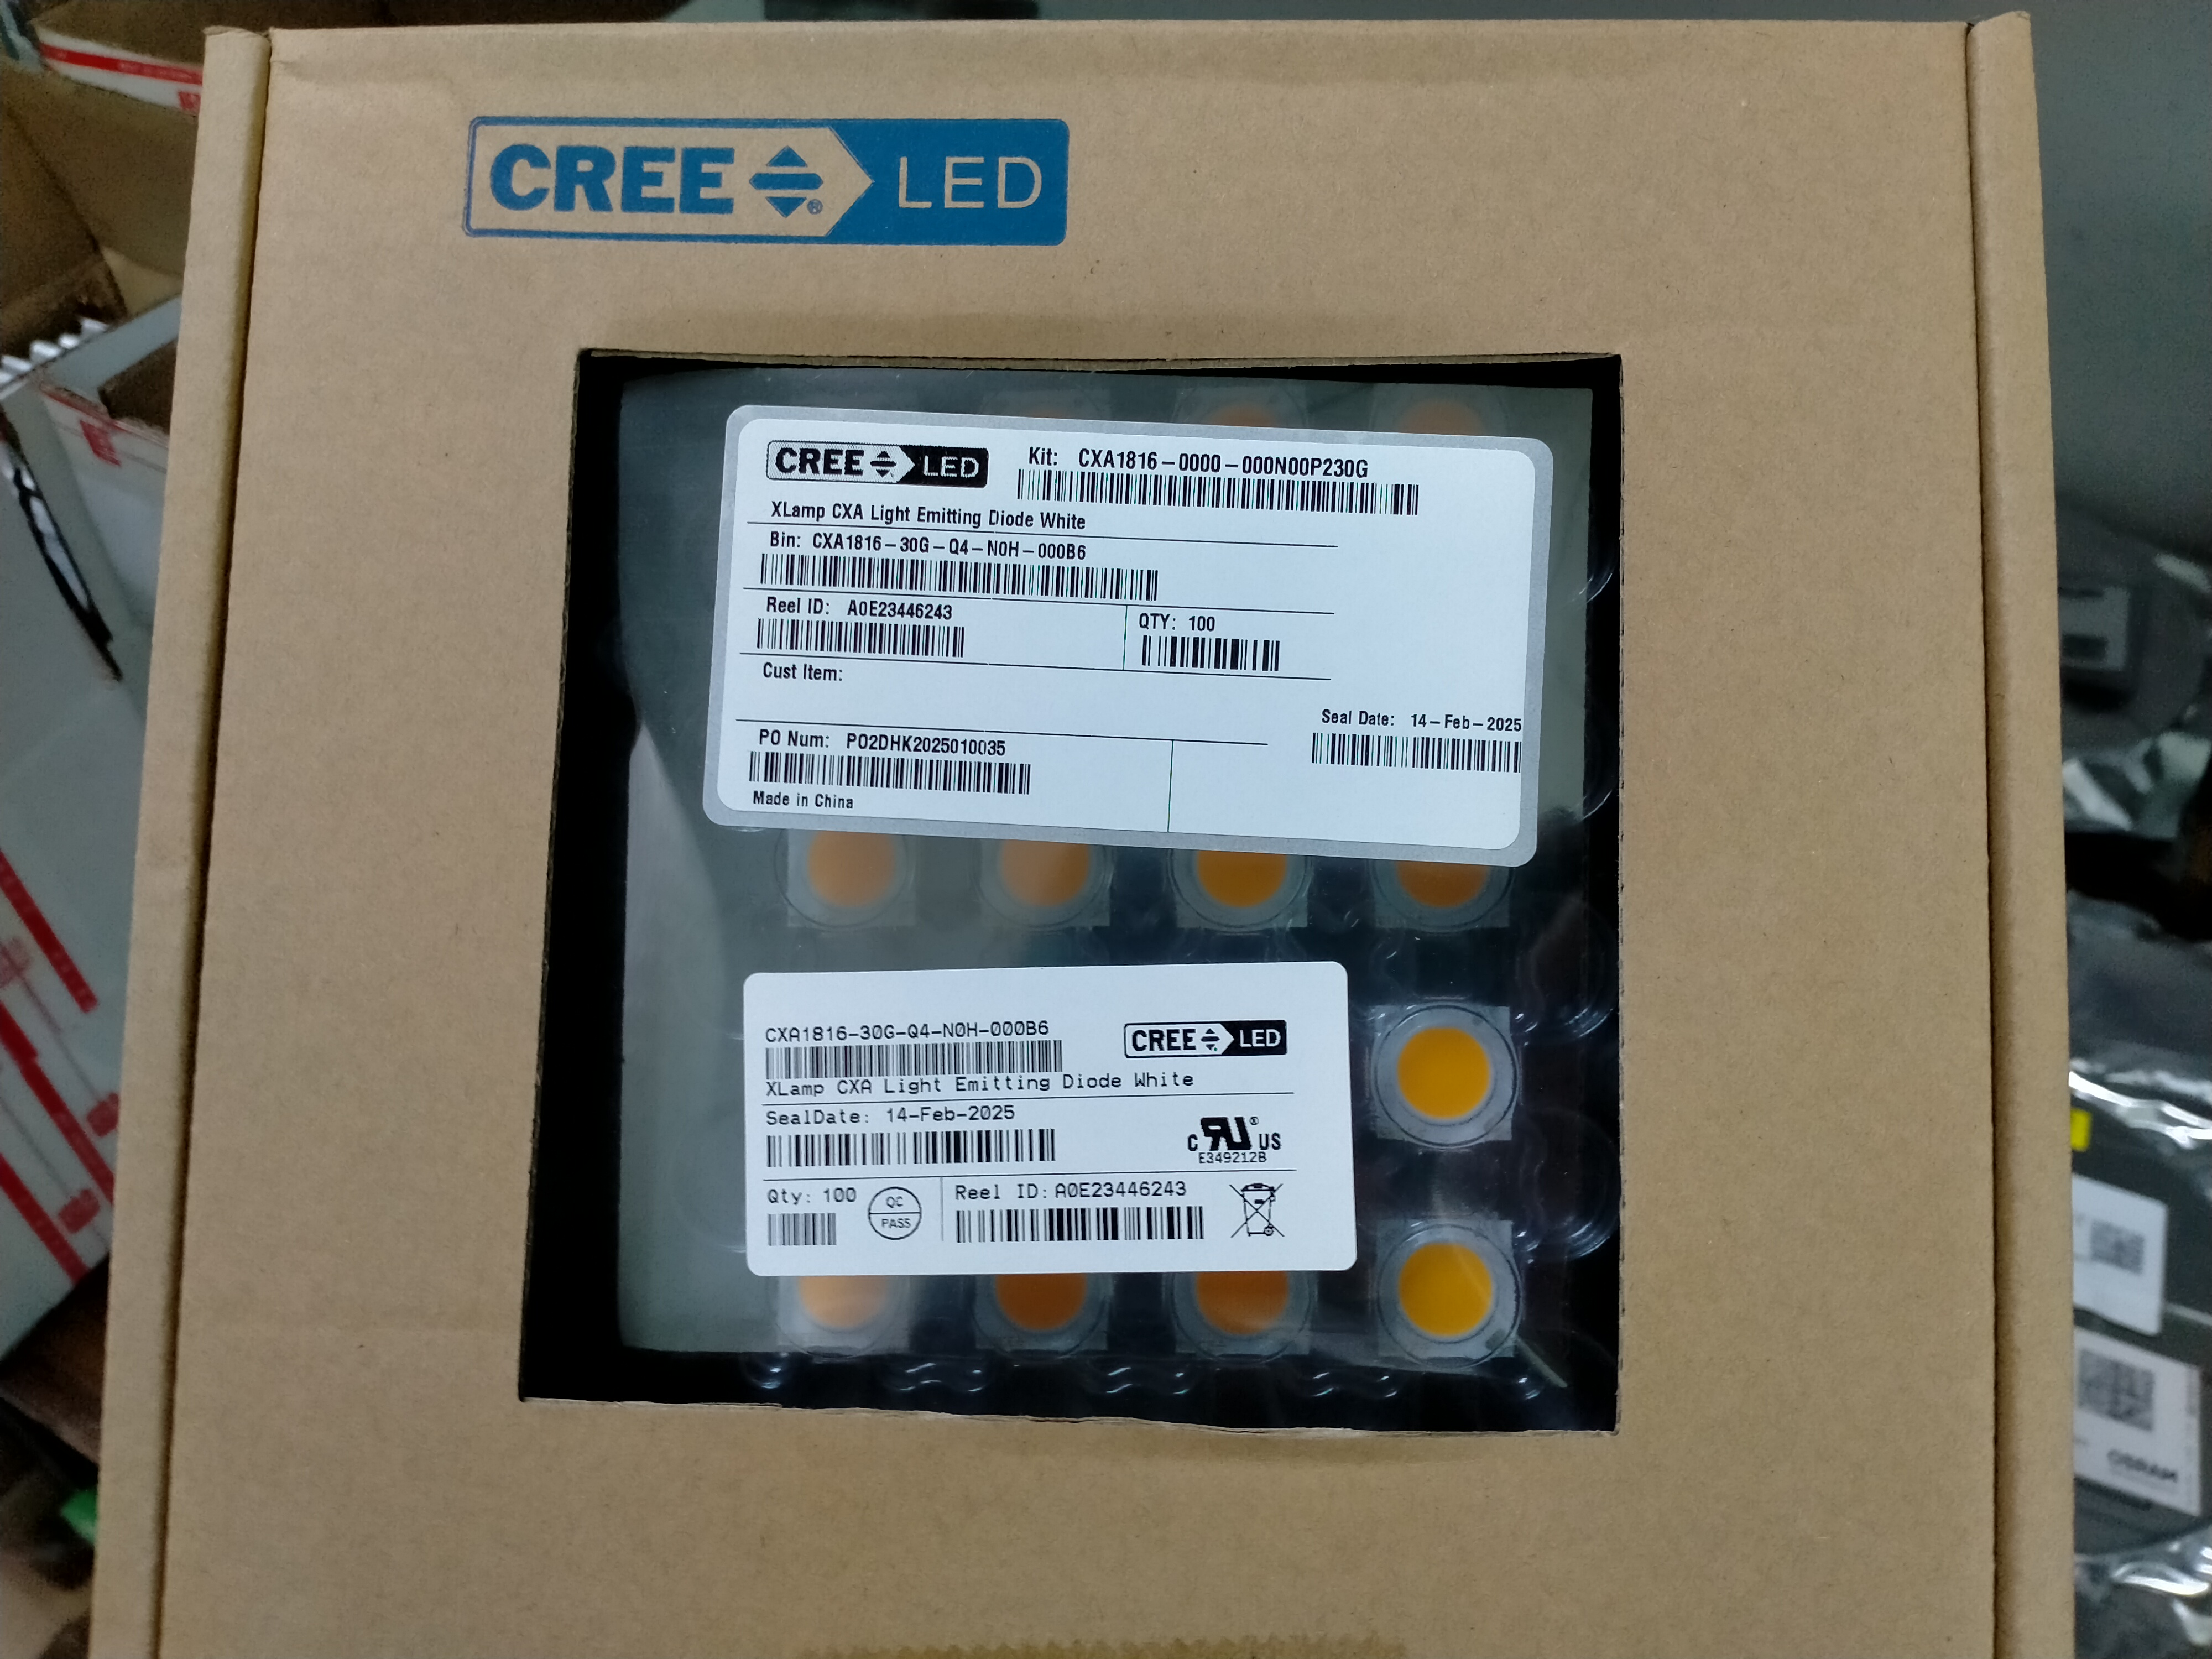 CREE LED
CREE LED
Kit: CXA1816-0000-000N00P230G
XLamp CXA Light Emitting Diode White
Bin: CXA1816-30G-Q4-N0H-000B6
Reel ID: A0E23446243
QTY: 100
Cust Item:
Seal Date: 14-Feb-2025
PO Num: PO2DHK2025010035
Made in China
CXA1816-30G-Q4-N0H-000B6
CREE LED
XLamp CXA Light Emitting Diode White
SealDate: 14-Feb-2025
c RU ® US
E349212B
Qty: 100
QC
PASS
Reel ID: A0E23446243
OSRAM